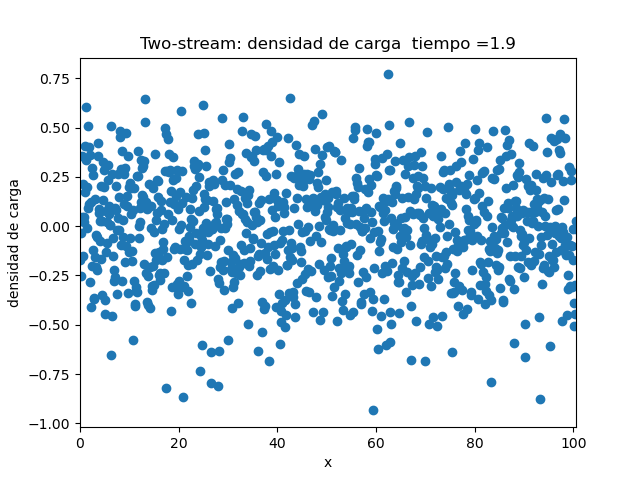 Two-stream: densidad de carga  tiempo =1.9
densidad de carga
0.75
0.50
0.25
0.00
−0.25
−0.50
−0.75
−1.00
0 20 40 60 80 100
x